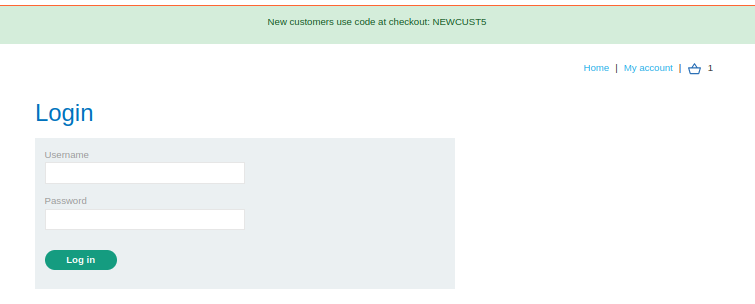 New customers use code at checkout: NEWCUST5
Home | My account | 1
Login
Username
Password
Log in